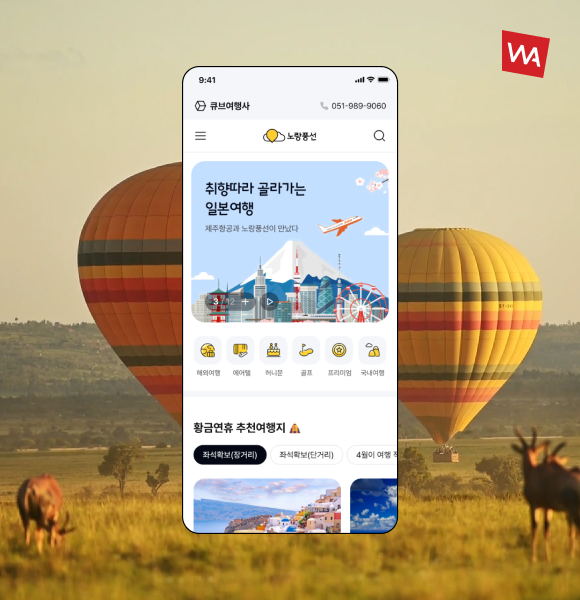 WA
9:41
큐브여행사
051-989-9060
노랑풍선
취향따라 골라가는
일본여행
제주항공과 노랑풍선이 만났다
3 / 12
해외여행 에어텔 허니문 골프 프리미엄 국내여행
황금연휴 추천여행지
좌석확보(장거리) 좌석확보(단거리) 4월이 여행